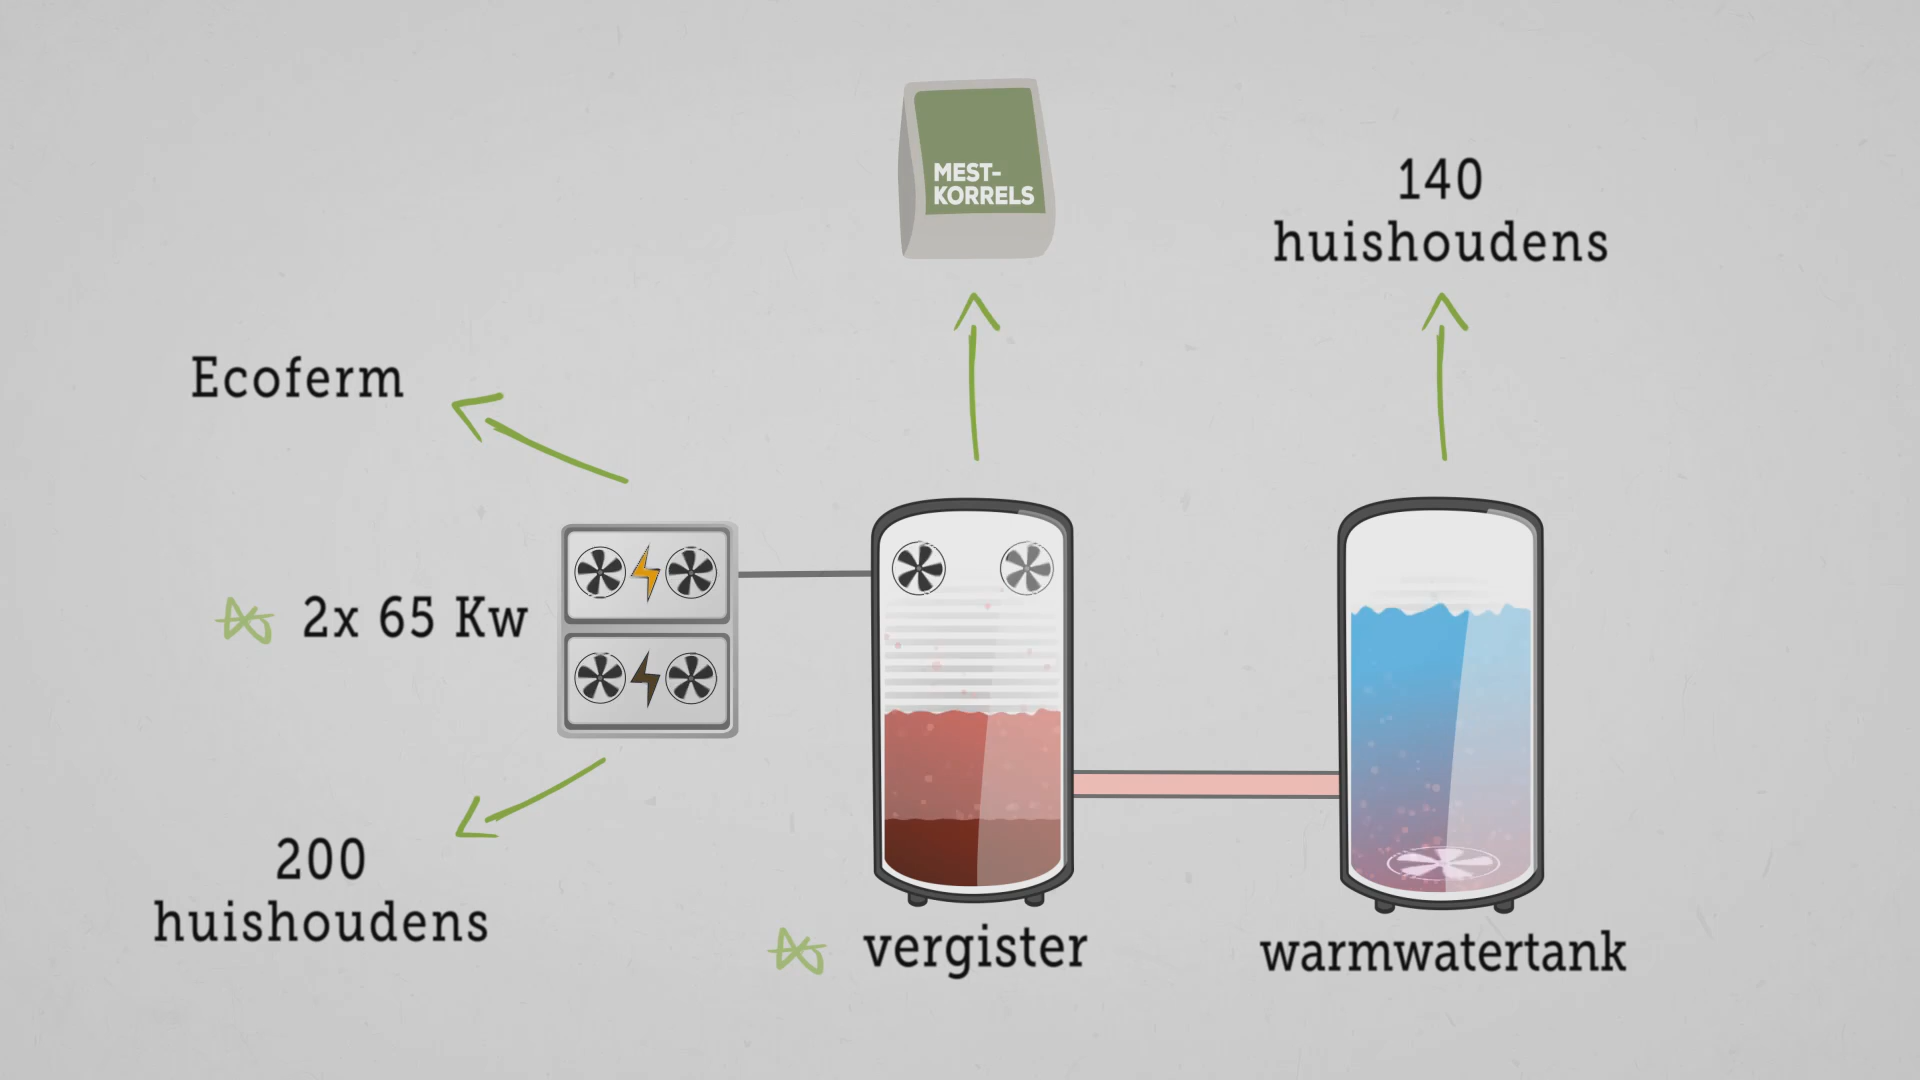 MEST-
KORRELS
140
huishoudens
Ecoferm
2x 65 Kw
200
huishoudens
vergister
warmwatertank